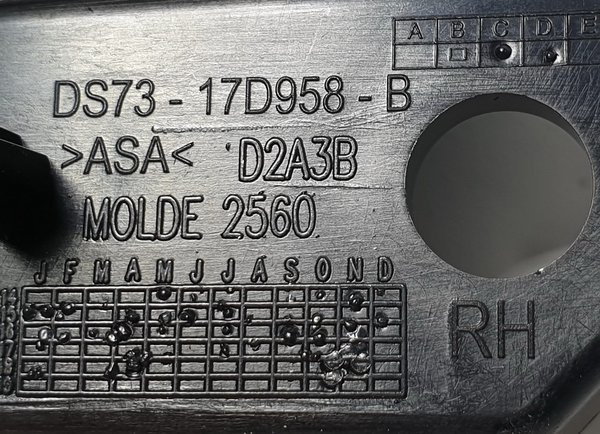 A B C D E
DS73 - 17D958 - B
>ASA< D2A3B
MOLDE 2560
J F M A M J J A S O N D
RH